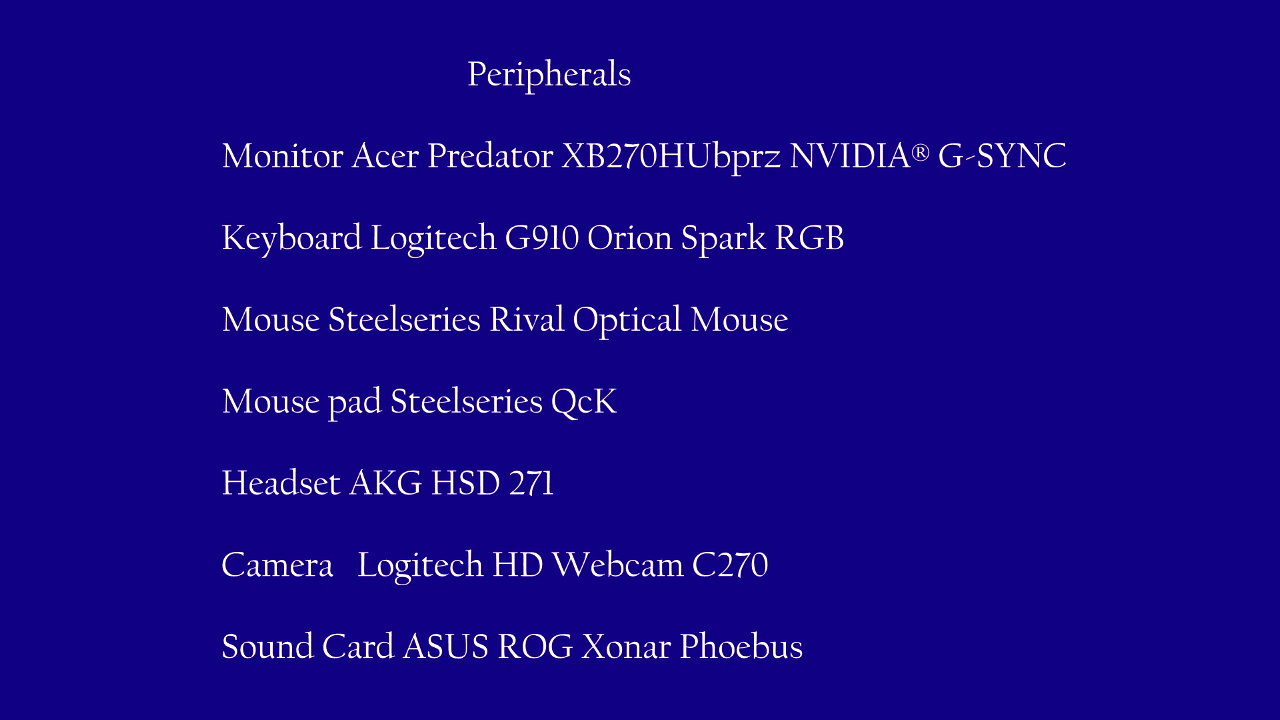 Peripherals
Monitor Acer Predator XB270HUbprz NVIDIA® G-SYNC
Keyboard Logitech G910 Orion Spark RGB
Mouse Steelseries Rival Optical Mouse
Mouse pad Steelseries QcK
Headset AKG HSD 271
Camera   Logitech HD Webcam C270
Sound Card ASUS ROG Xonar Phoebus